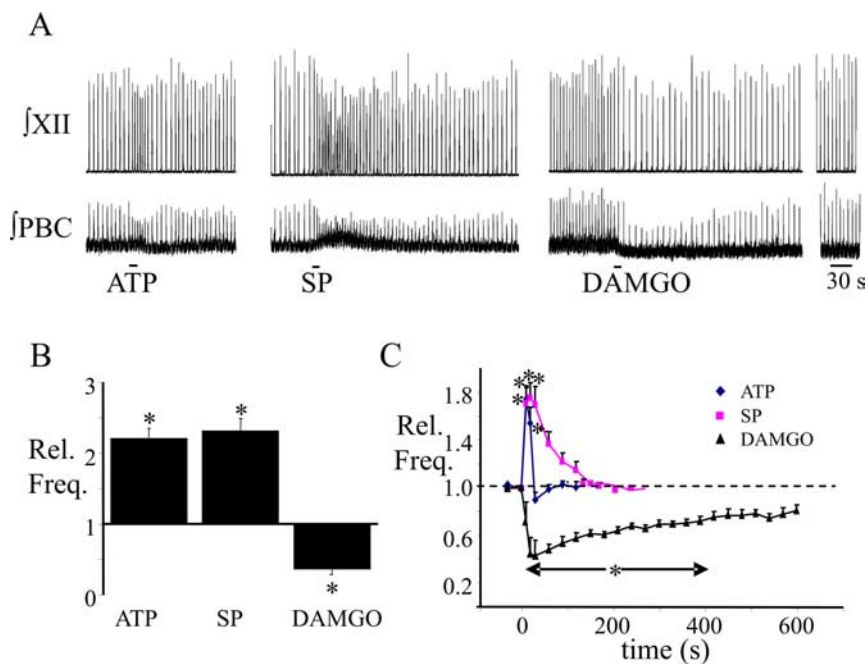 A
∫XII
∫PBC
ATP
SP
DAMGO
30 s
B
3
2
1
0
Rel.
Freq.
*
*
*
ATP
SP
DAMGO
C
1.8
1.4
1.0
0.6
0.2
Rel.
Freq.
*
*
*
*
*
ATP
SP
DAMGO
*
0
200
400
600
time (s)